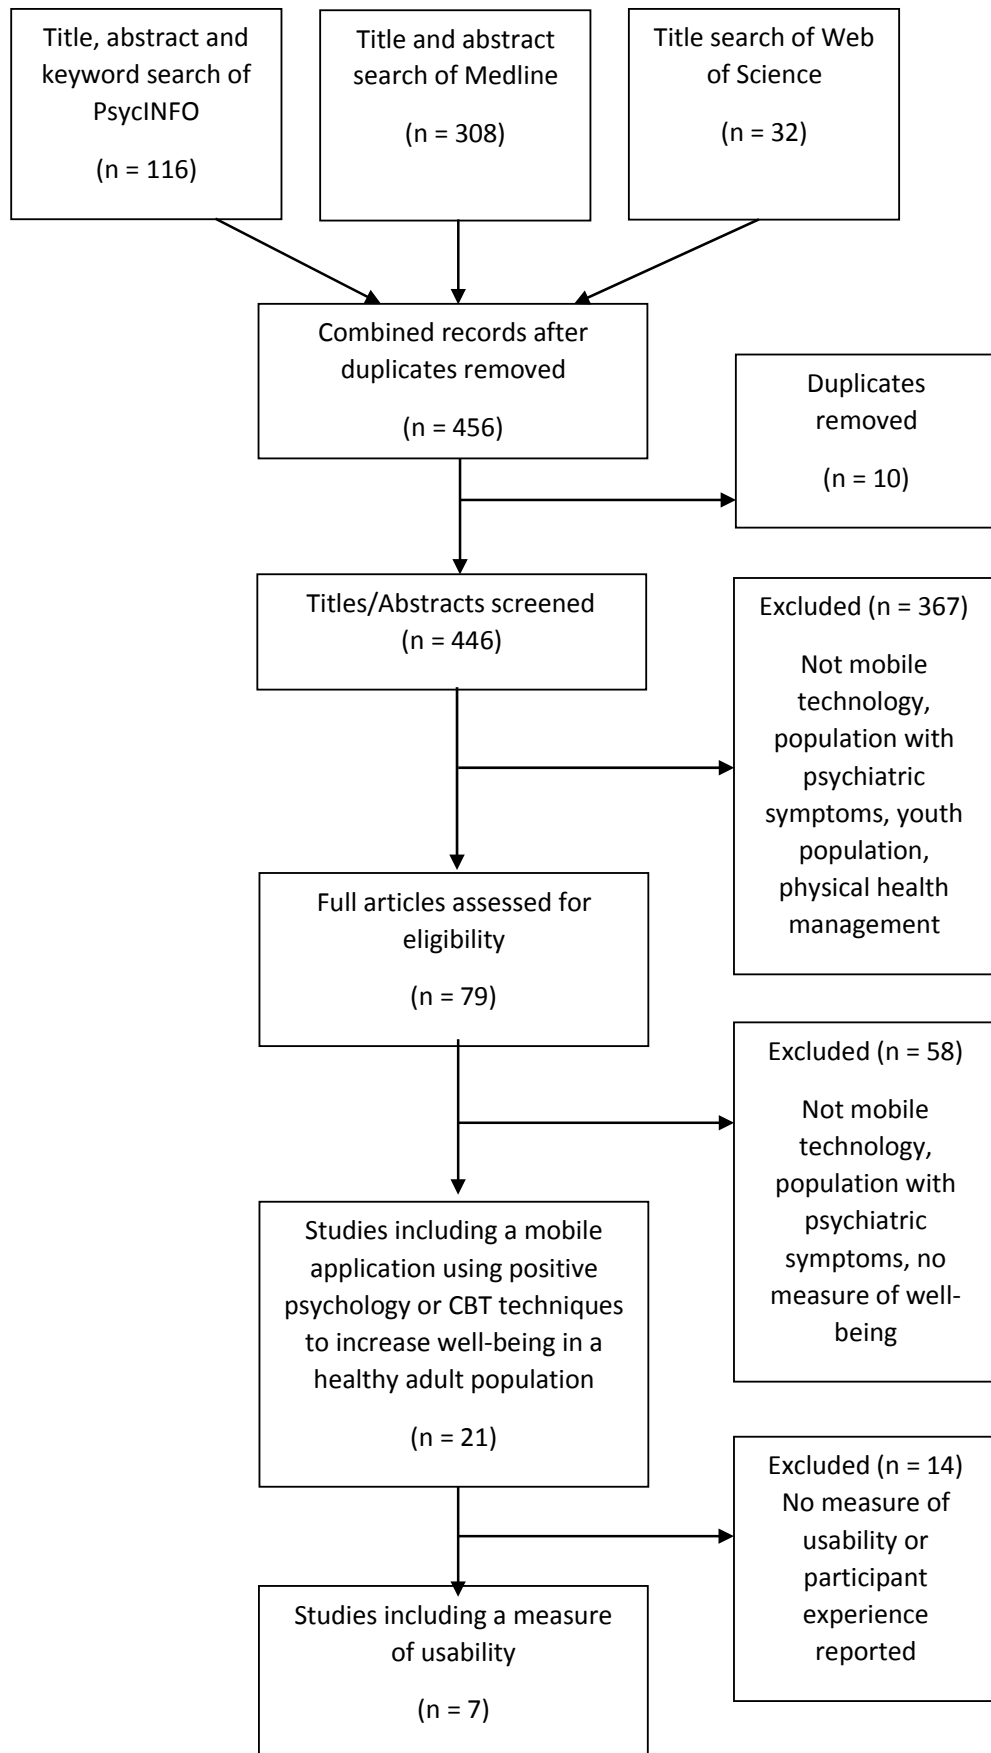 Title, abstract and
keyword search of
PsycINFO
(n = 116)
Title and abstract
search of Medline
(n = 308)
Title search of Web
of Science
(n = 32)
Combined records after
duplicates removed
(n = 456)
Duplicates
removed
(n = 10)
Titles/Abstracts screened
(n = 446)
Excluded (n = 367)
Not mobile
technology,
population with
psychiatric
symptoms, youth
population,
physical health
management
Full articles assessed for
eligibility
(n = 79)
Excluded (n = 58)
Not mobile
technology,
population with
psychiatric
symptoms, no
measure of well-
being
Studies including a mobile
application using positive
psychology or CBT techniques
to increase well-being in a
healthy adult population
(n = 21)
Excluded (n = 14)
No measure of
usability or
participant
experience
reported
Studies including a measure
of usability
(n = 7)